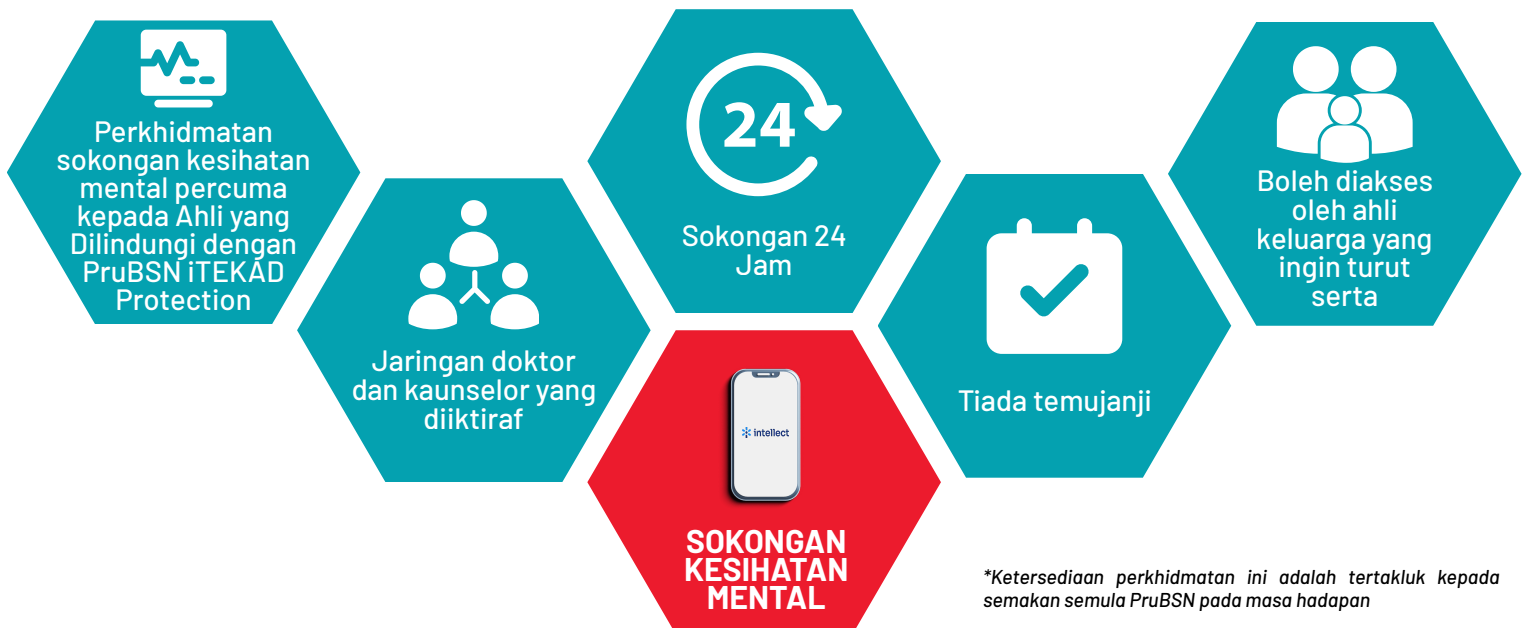 Perkhidmatan
sokongan kesihatan
mental percuma
kepada Ahli yang
Dilindungi dengan
PruBSN iTEKAD
Protection
Jaringan doktor
dan kaunselor yang
diiktiraf
24
Sokongan 24
Jam
Tiada temujanji
Boleh diakses
oleh ahli
keluarga yang
ingin turut
serta
intellect
SOKONGAN
KESIHATAN
MENTAL
*Ketersediaan perkhidmatan ini adalah tertakluk kepada
semakan semula PruBSN pada masa hadapan